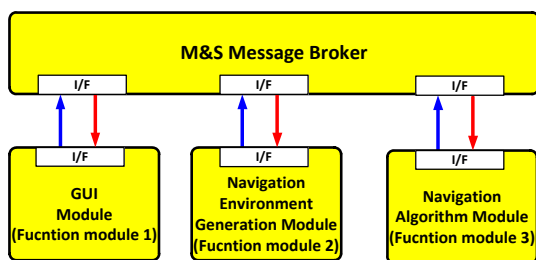 M&S Message Broker
I/F
I/F
I/F
I/F
I/F
I/F
GUI
Module
(Fucntion module 1)
Navigation
Environment
Generation Module
(Fucntion module 2)
Navigation
Algorithm Module
(Fucntion module 3)